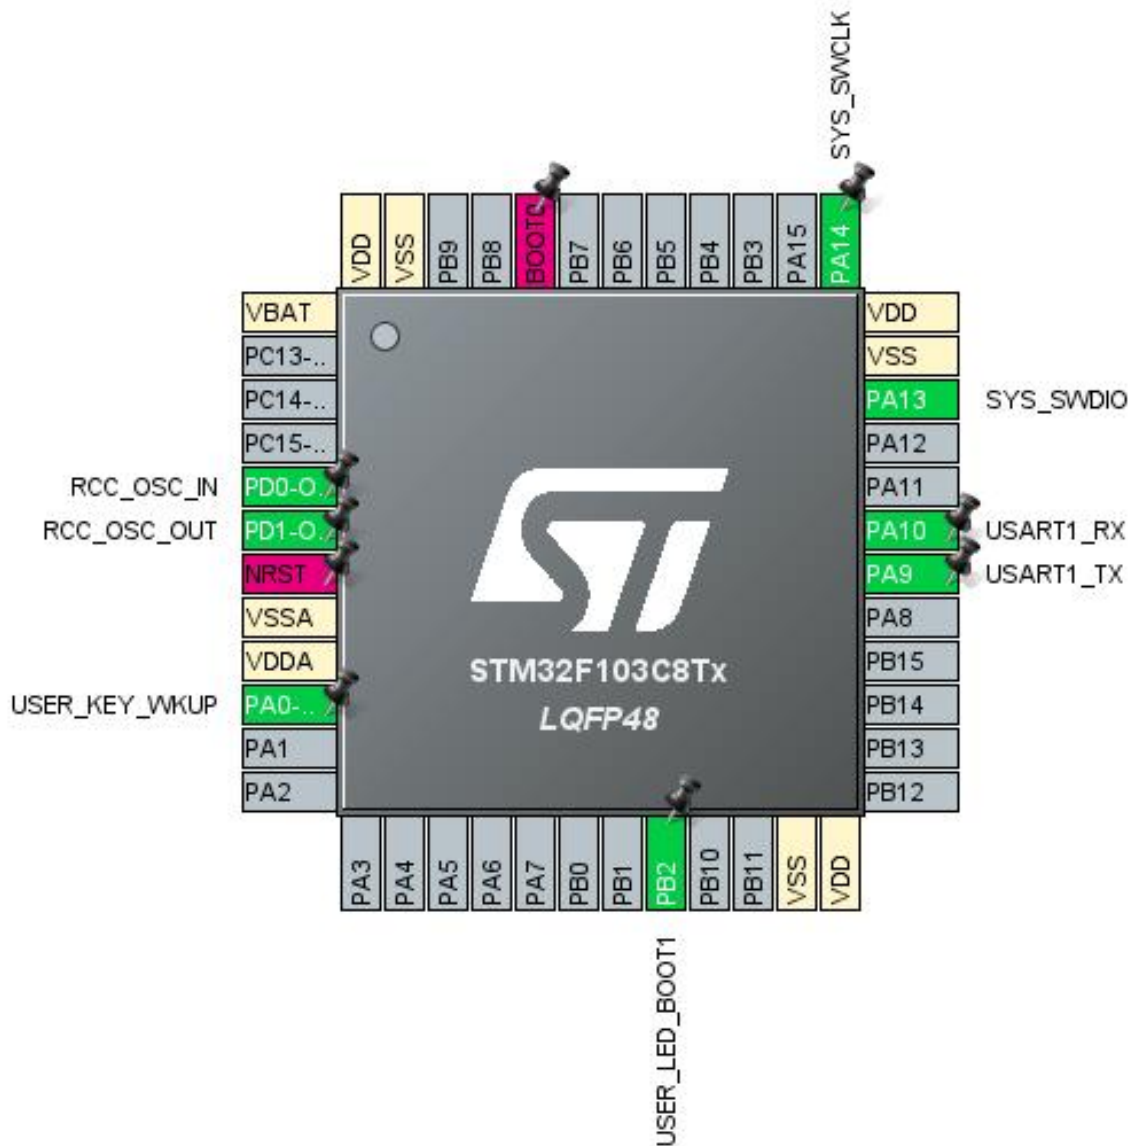 SYS_SWCLK
VDD
VSS
PB9
PB8
BOOT0
PB7
PB6
PB5
PB4
PB3
PA15
PA14
VBAT
PC13-..
PC14-..
PC15-..
RCC_OSC_IN PD0-O..
RCC_OSC_OUT PD1-O..
NRST
VSSA
VDDA
USER_KEY_WKUP PA0-..
PA1
PA2
ST
STM32F103C8Tx
LQFP48
VDD
VSS
PA13 SYS_SWDIO
PA12
PA11
PA10 USART1_RX
PA9 USART1_TX
PA8
PB15
PB14
PB13
PB12
PA3
PA4
PA5
PA6
PA7
PB0
PB1
PB2
PB10
PB11
VSS
VDD
USER_LED_BOOT1